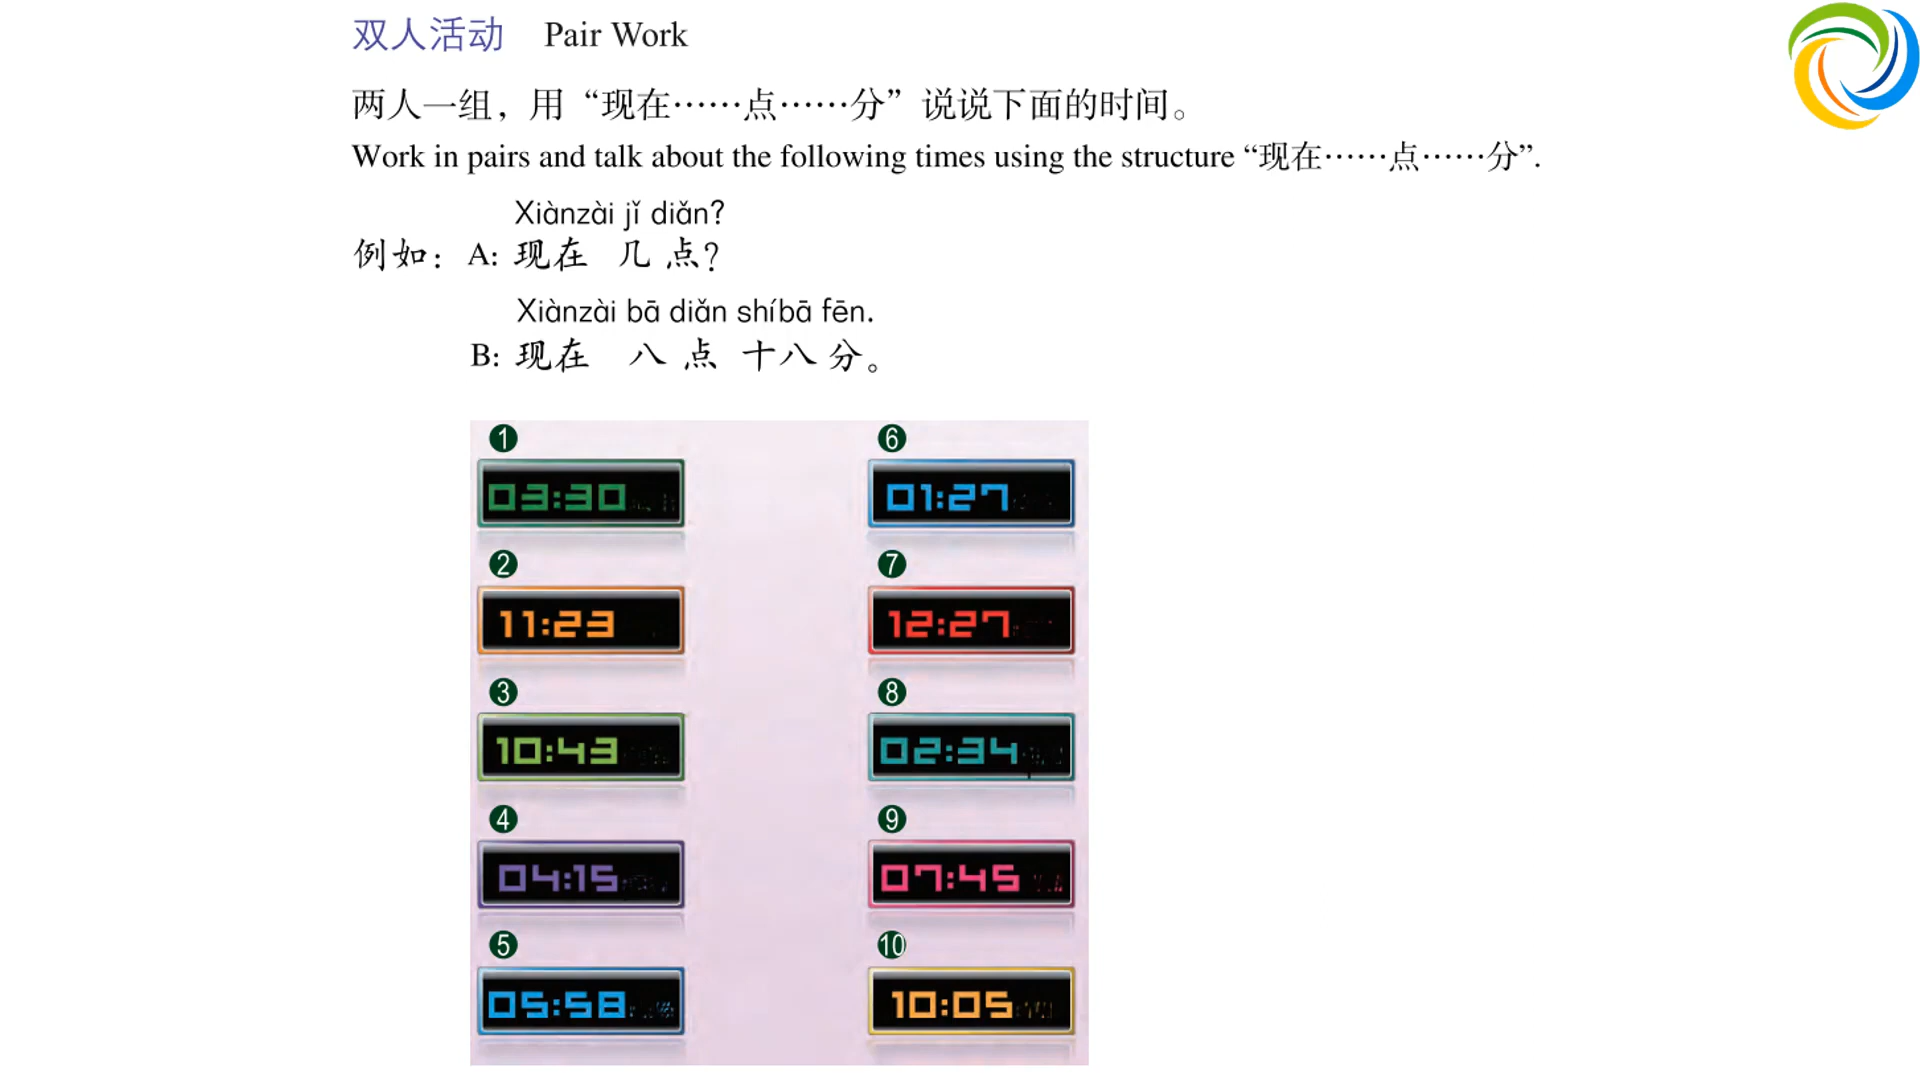 双人活动 Pair Work
两人一组，用“现在……点……分”说说下面的时间。
Work in pairs and talk about the following times using the structure “现在……点……分”.
Xiànzài jǐ diǎn?
例如：A: 现在 几 点？
Xiànzài bā diǎn shíbā fēn.
B: 现在 八 点 十八 分。
1
03:30
2
11:23
3
10:43
4
04:15
5
05:58
6
01:27
7
12:27
8
02:34
9
07:45
10
10:05